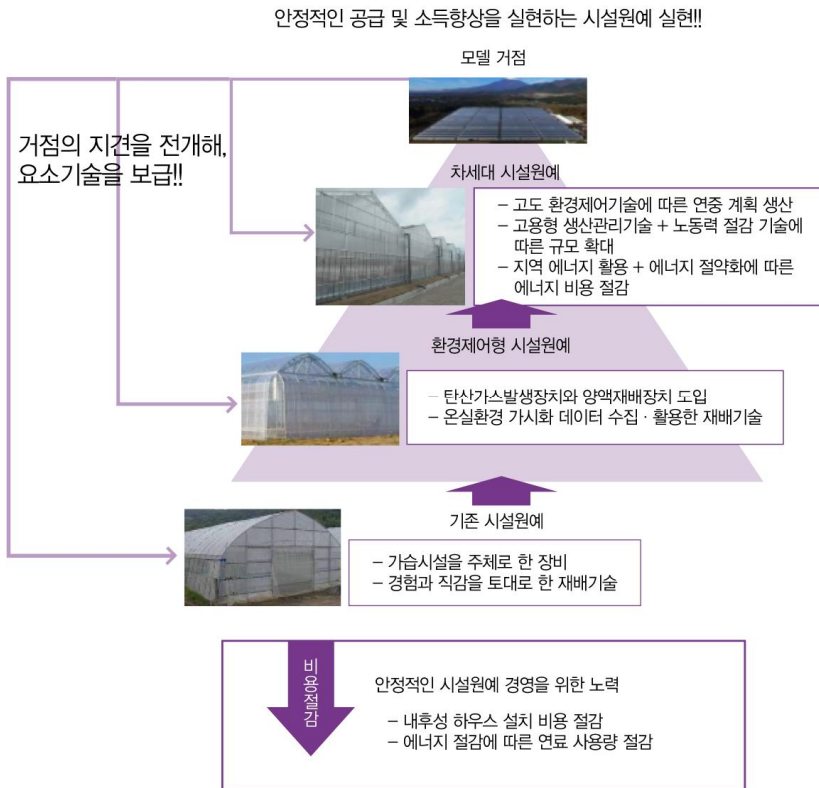 안정적인 공급 및 소득향상을 실현하는 시설원예 실현!!
모델 거점
거점의 지견을 전개해,
요소기술을 보급!!
차세대 시설원예
– 고도 환경제어기술에 따른 연중 계획 생산
– 고용형 생산관리기술 + 노동력 절감 기술에
따른 규모 확대
– 지역 에너지 활용 + 에너지 절약화에 따른
에너지 비용 절감
환경제어형 시설원예
– 탄산가스발생장치와 양액재배장치 도입
– 온실환경 가시화 데이터 수집 · 활용한 재배기술
기존 시설원예
– 가습시설을 주체로 한 장비
– 경험과 직감을 토대로 한 재배기술
비용절감
안정적인 시설원예 경영을 위한 노력
– 내후성 하우스 설치 비용 절감
– 에너지 절감에 따른 연료 사용량 절감